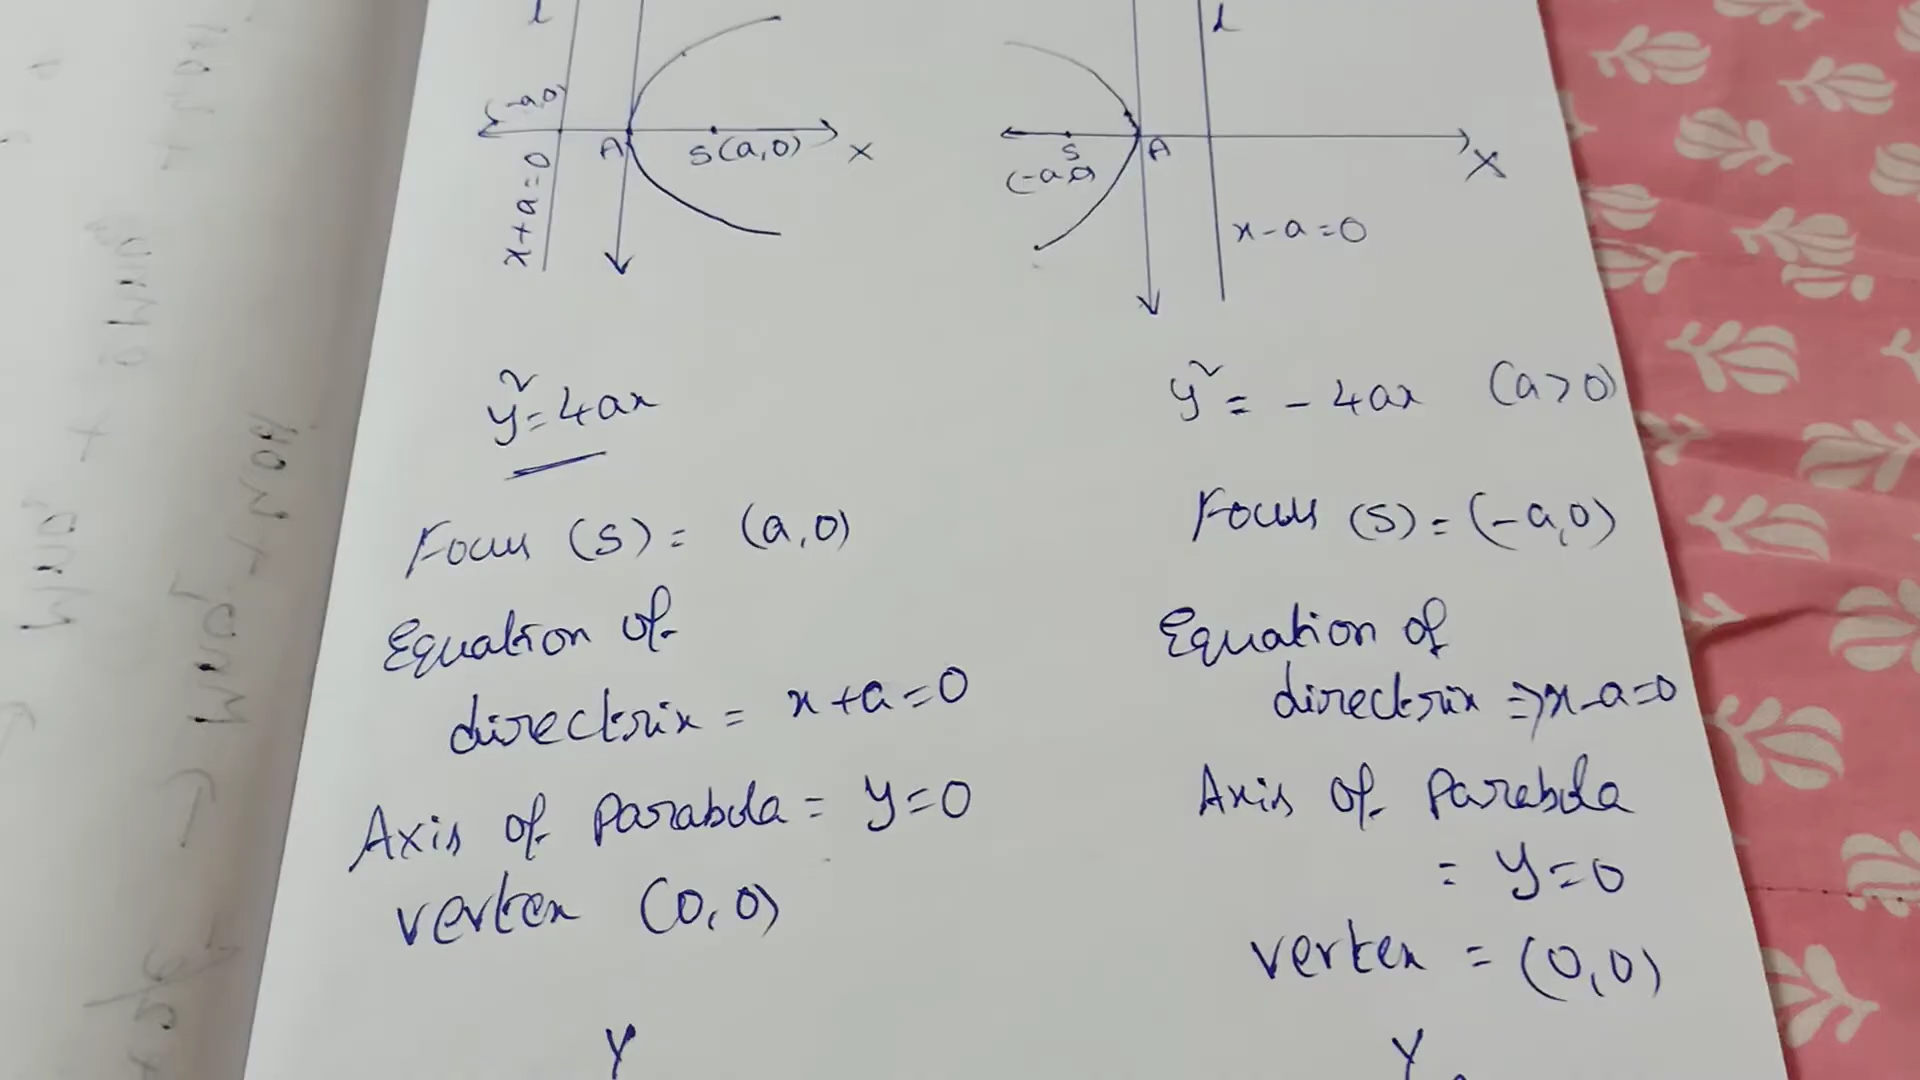 l
(-a,0)
A
S(a,0)
X
x+a=0
l
S
(-a,0)
A
X
x-a=0
y²=4ax
Focus (S) = (a,0)
Equation of
directrix = x+a=0
Axis of parabola = y=0
vertex (0,0)
y² = -4ax (a>0)
Focus (S) = (-a,0)
Equation of
directrix ⇒ x-a=0
Axis of parabola
= y=0
vertex = (0,0)
Y
Y